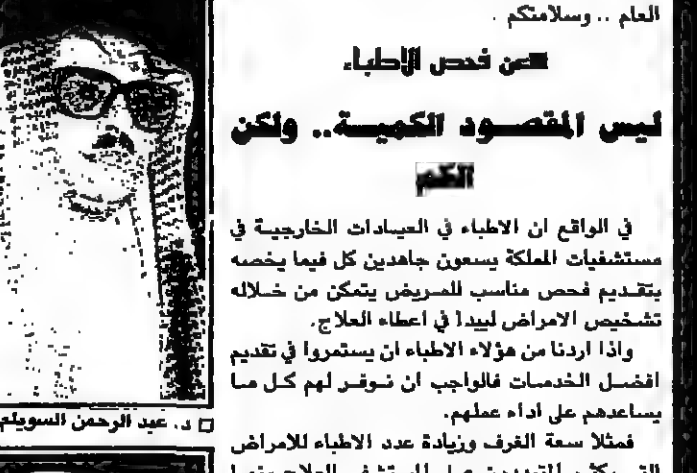 العام .. وسلامتكم .
عن فحص الاطباء
ليس المقصود الكمية.. ولكن
الكم
في الواقع ان الاطباء في العيادات الخارجية في
مستشفيات المملكة يسعون جاهدين كل فيما يخصه
بتقديم فحص مناسب للمريض يتمكن من خلاله
تشخيص الامراض ليبدأ في اعطاء العلاج.
واذا اردنا من هؤلاء الاطباء ان يستمروا في تقديم
افضل الخدمات فالواجب ان نوفر لهم كل ما
يساعدهم على اداء عملهم.
فمثلا سعة الغرف وزيادة عدد الاطباء للامراض
د. عبد الرحمن السويلم